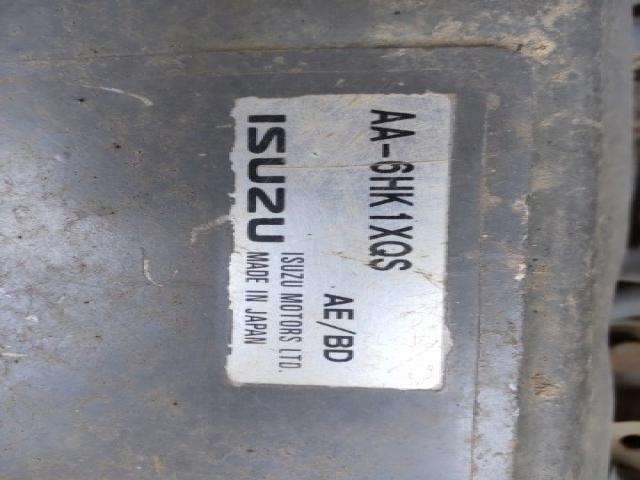 AA-6HK1XQS
AE/BD
ISUZU
ISUZU MOTORS LTD.
MADE IN JAPAN